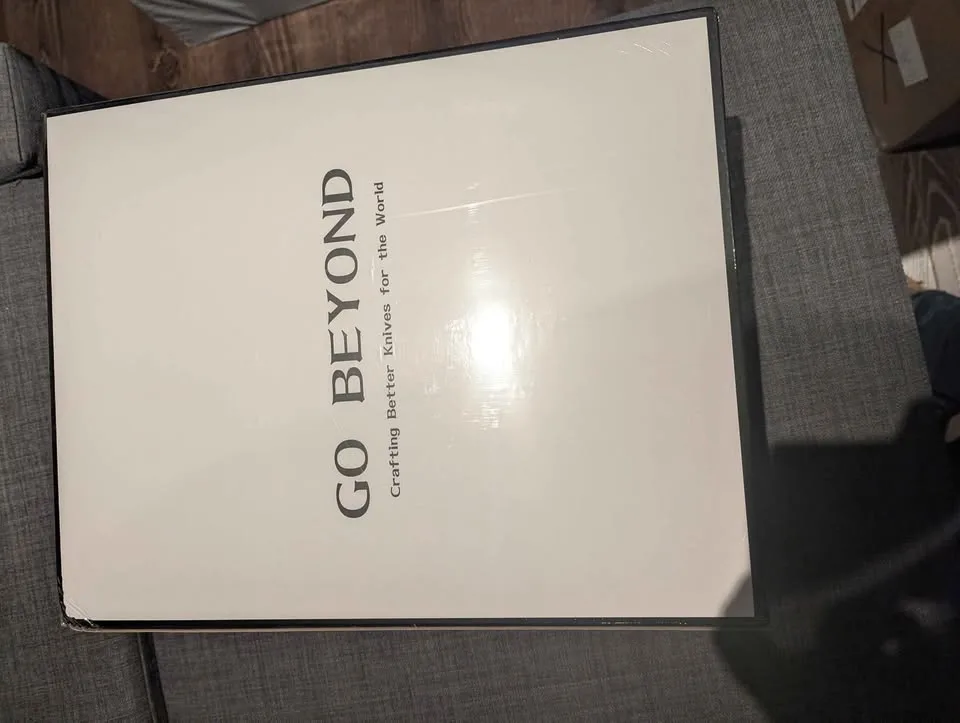 GO BEYOND
Crafting Better Knives for the World